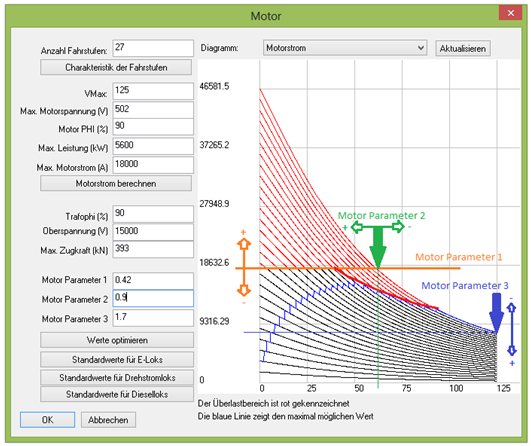 Motor
Anzahl Fahrstufen: 27
Charakteristik der Fahrstufen
VMax: 125
Max. Motorspannung (V) 502
Motor PHI (%) 90
Max. Leistung (kW) 5600
Max. Motorstrom (A) 18000
Motorstrom berechnen
Trafophi (%) 90
Oberspannung (V) 15000
Max. Zugkraft (kN) 393
Motor Parameter 1 0.42
Motor Parameter 2 0.9
Motor Parameter 3 1.7
Werte optimieren
Standardwerte für E-Loks
Standardwerte für Drehstromloks
Standardwerte für Dieselloks
OK Abbrechen
Diagramm: Motorstrom Aktualisieren
46581.5
37265.2
27948.9
18632.6
9316.29
0
0 25 50 75 100 125
Motor Parameter 2
+ -
Motor Parameter 1
+
-
Motor Parameter 3
-
+
Der Überlastbereich ist rot gekennzeichnet
Die blaue Linie zeigt den maximal möglichen Wert